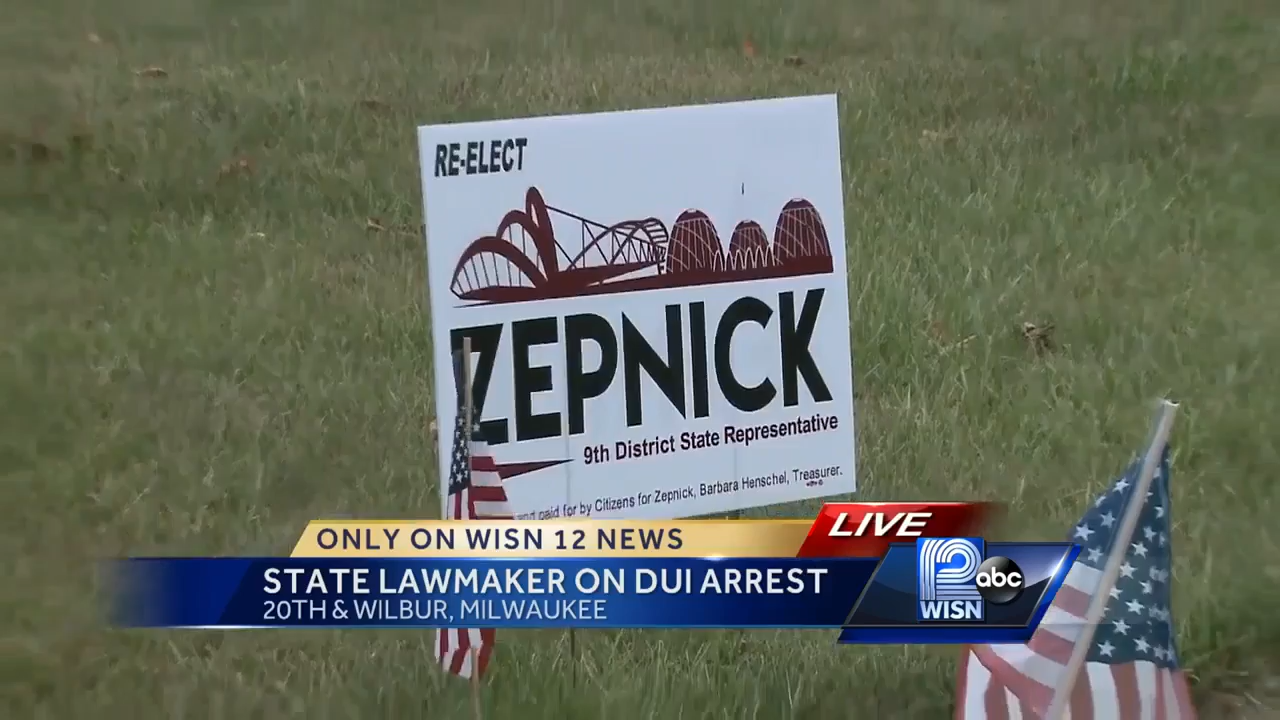 RE-ELECT
ZEPNICK
9th District State Representative
paid for by Citizens for Zepnick, Barbara Henschel, Treasurer.
LIVE
ONLY ON WISN 12 NEWS
STATE LAWMAKER ON DUI ARREST
20TH & WILBUR, MILWAUKEE
12
abc
WISN